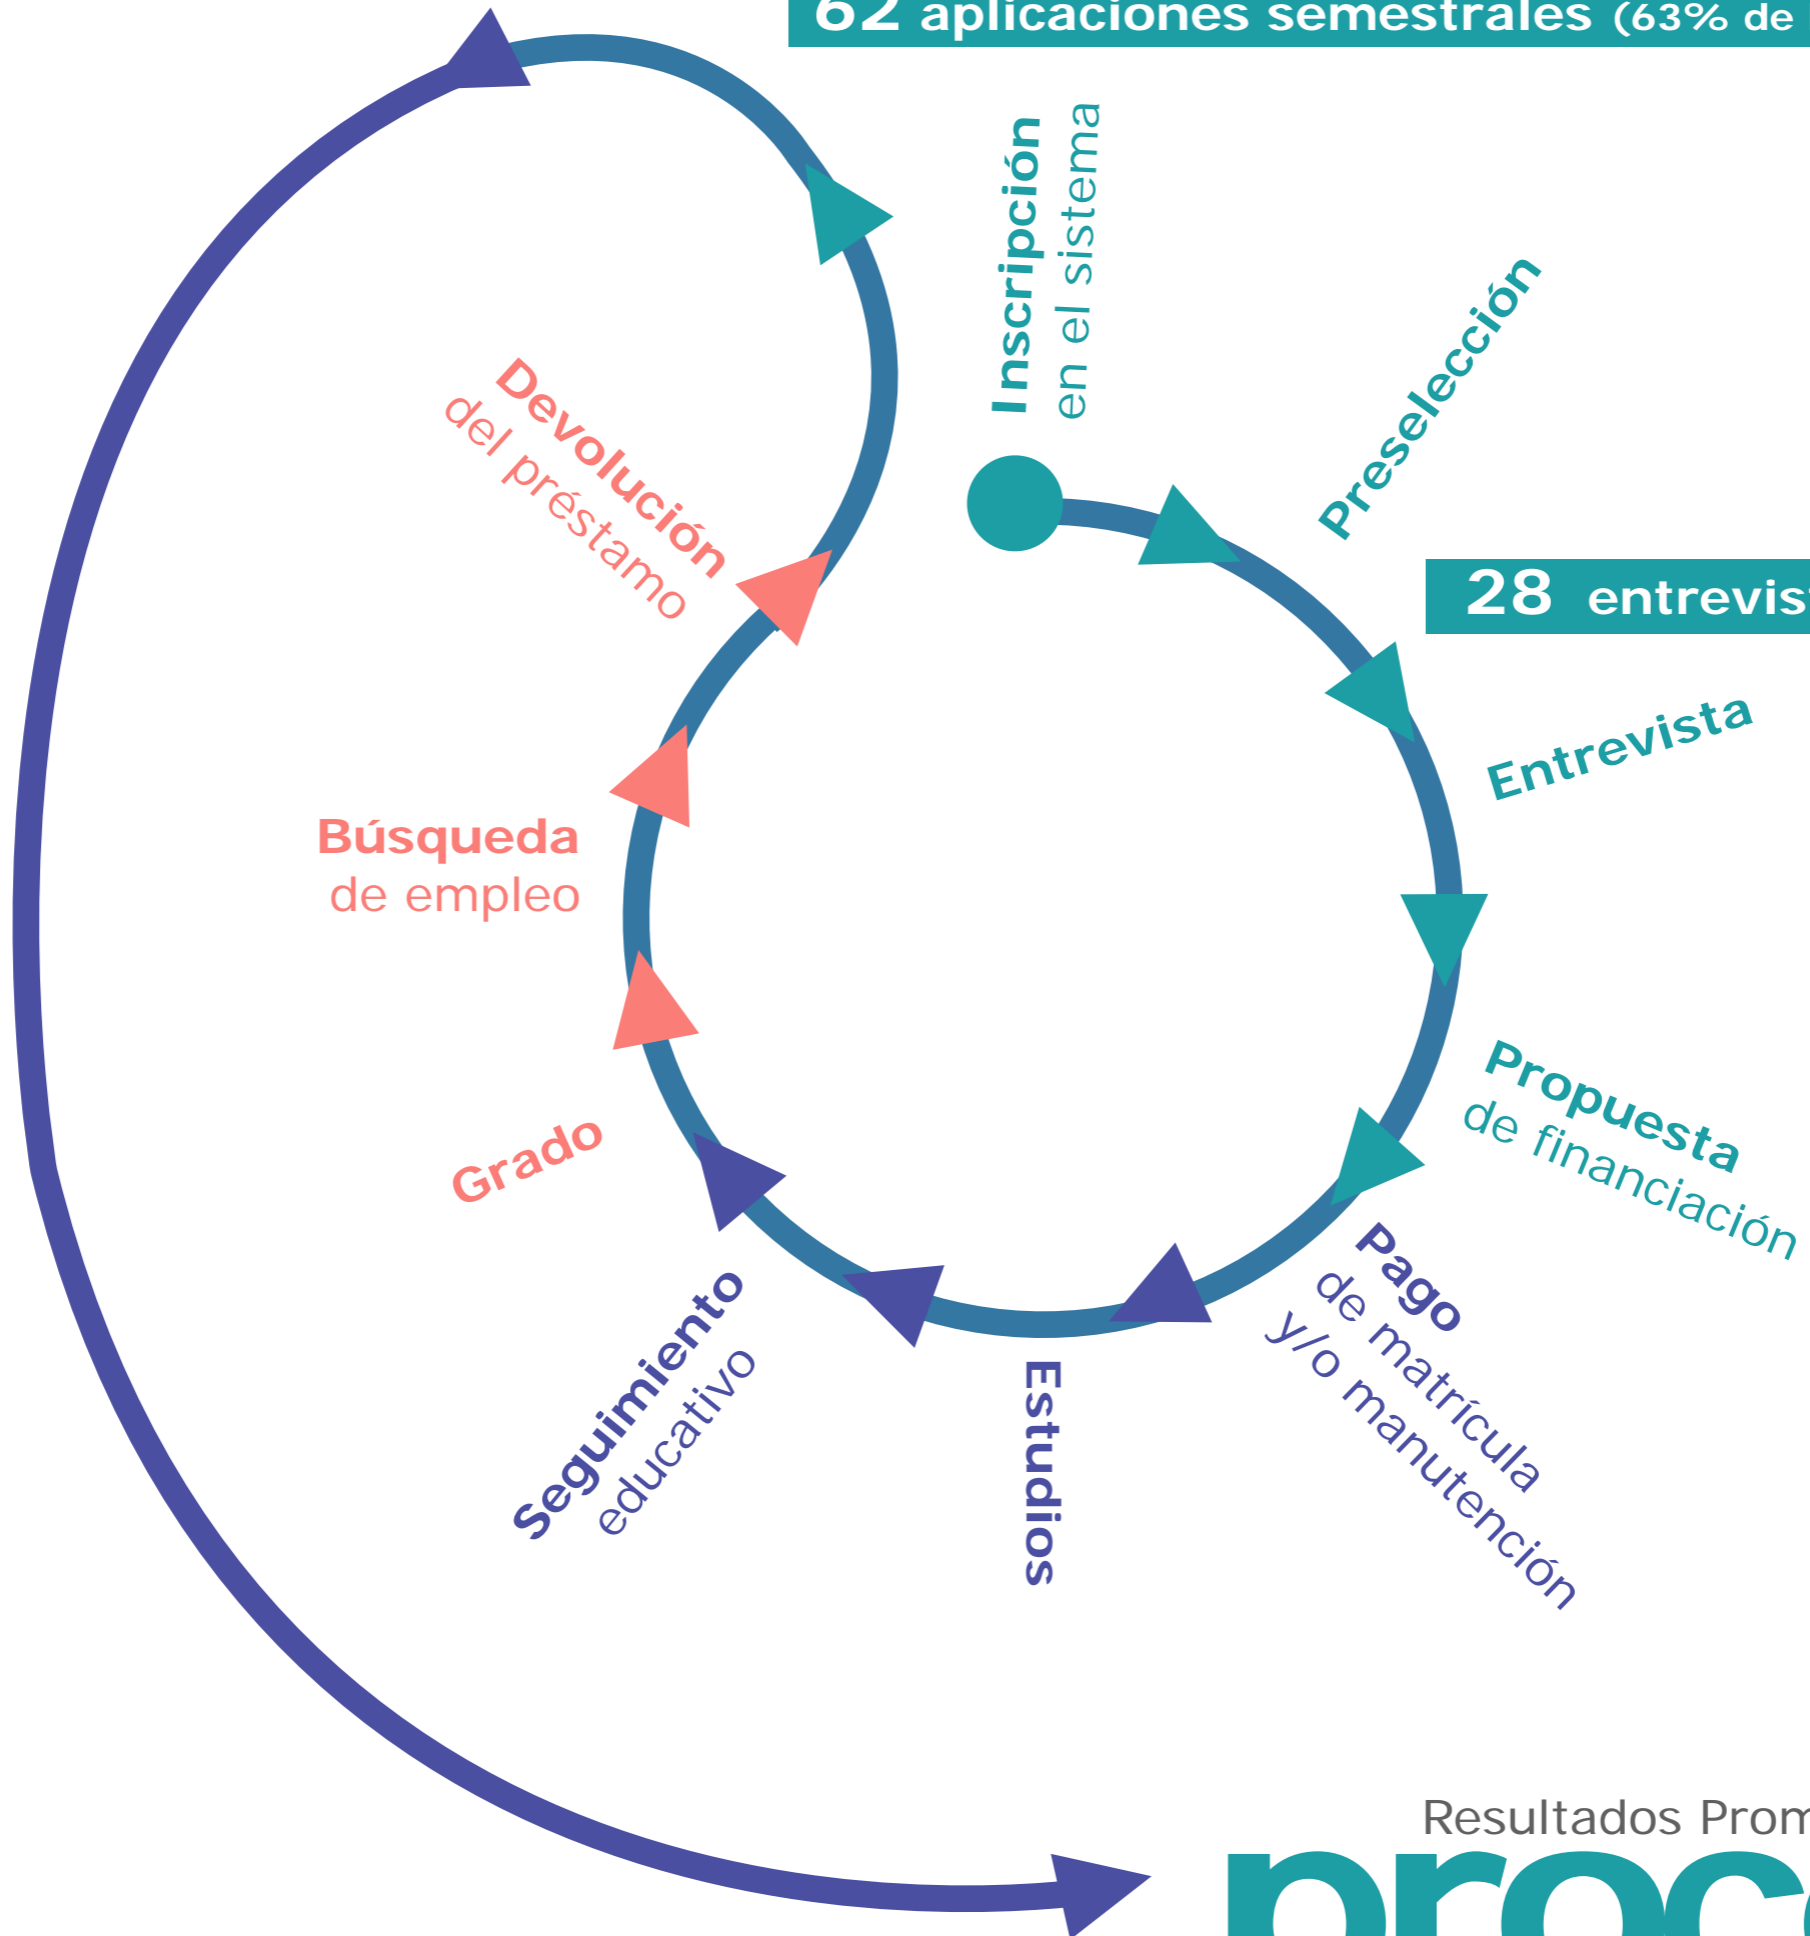 62 aplicaciones semestrales (63% de
Inscripción
en el sistema
Preselección
28 entrevis
Entrevista
Propuesta
de financiación
Pago
de matrícula
y/o manutención
Estudios
Seguimiento
educativo
Grado
Búsqueda
de empleo
Devolución
del préstamo
Resultados Prom
proc